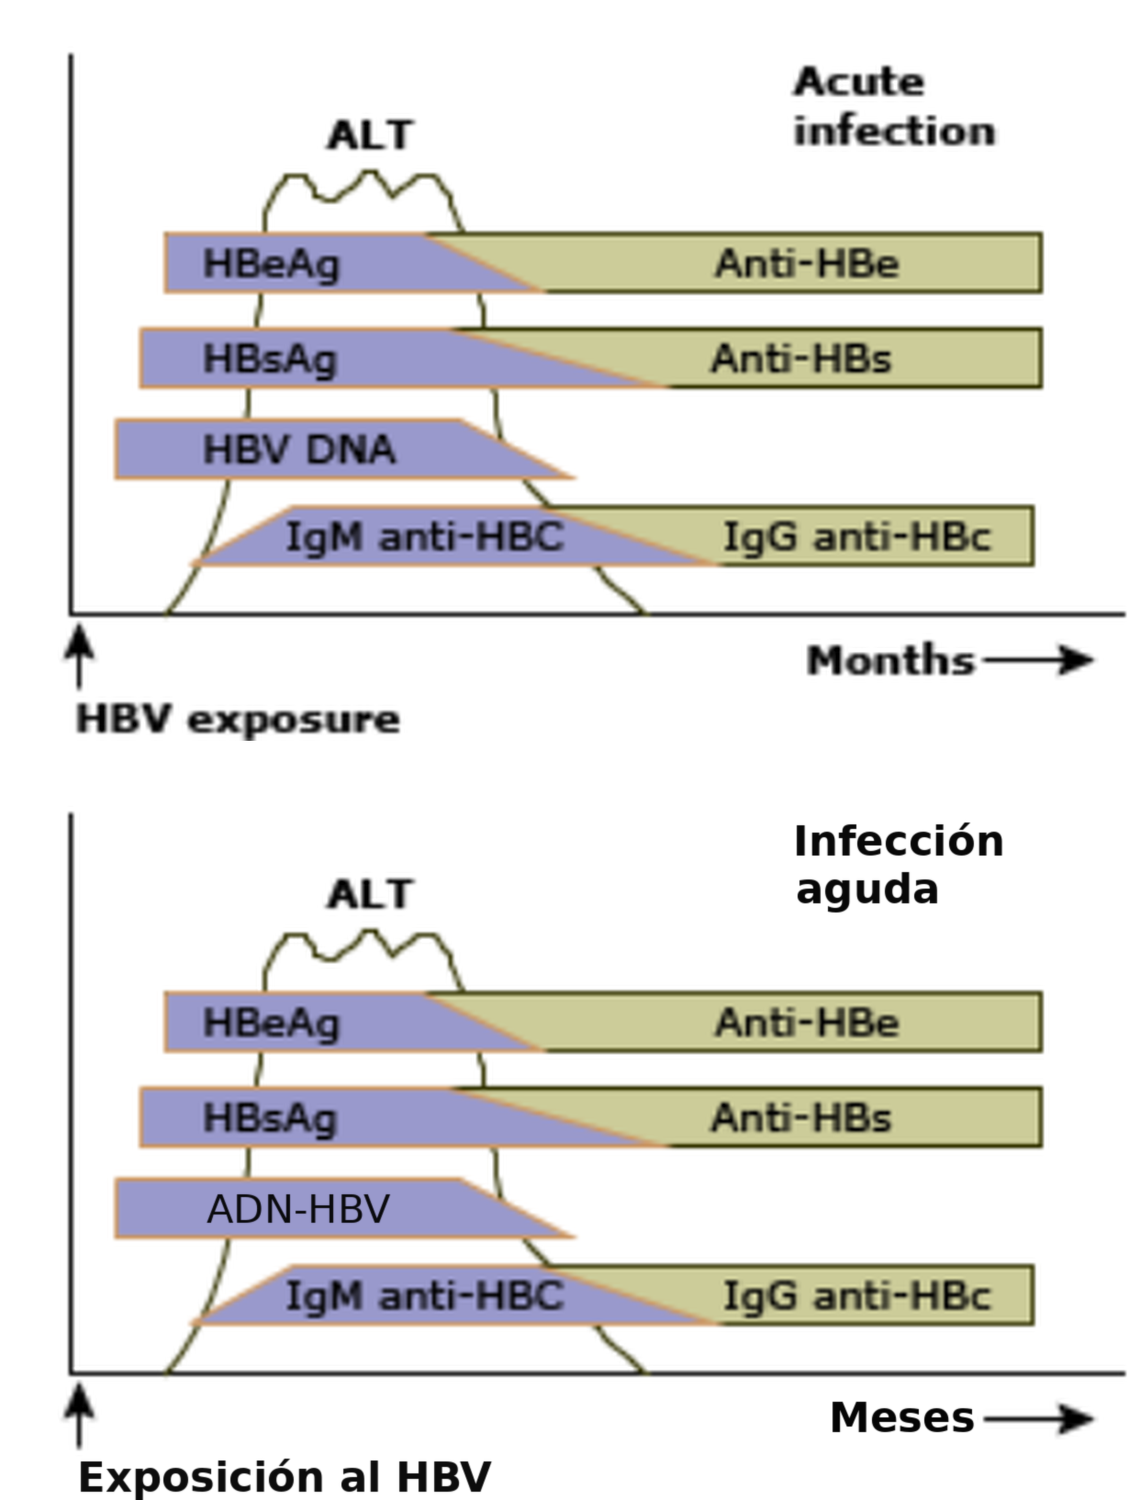 Acute
infection
ALT
HBeAg Anti-HBe
HBsAg Anti-HBs
HBV DNA
IgM anti-HBC IgG anti-HBc
Months
HBV exposure
Infección
aguda
ALT
HBeAg Anti-HBe
HBsAg Anti-HBs
ADN-HBV
IgM anti-HBC IgG anti-HBc
Meses
Exposición al HBV